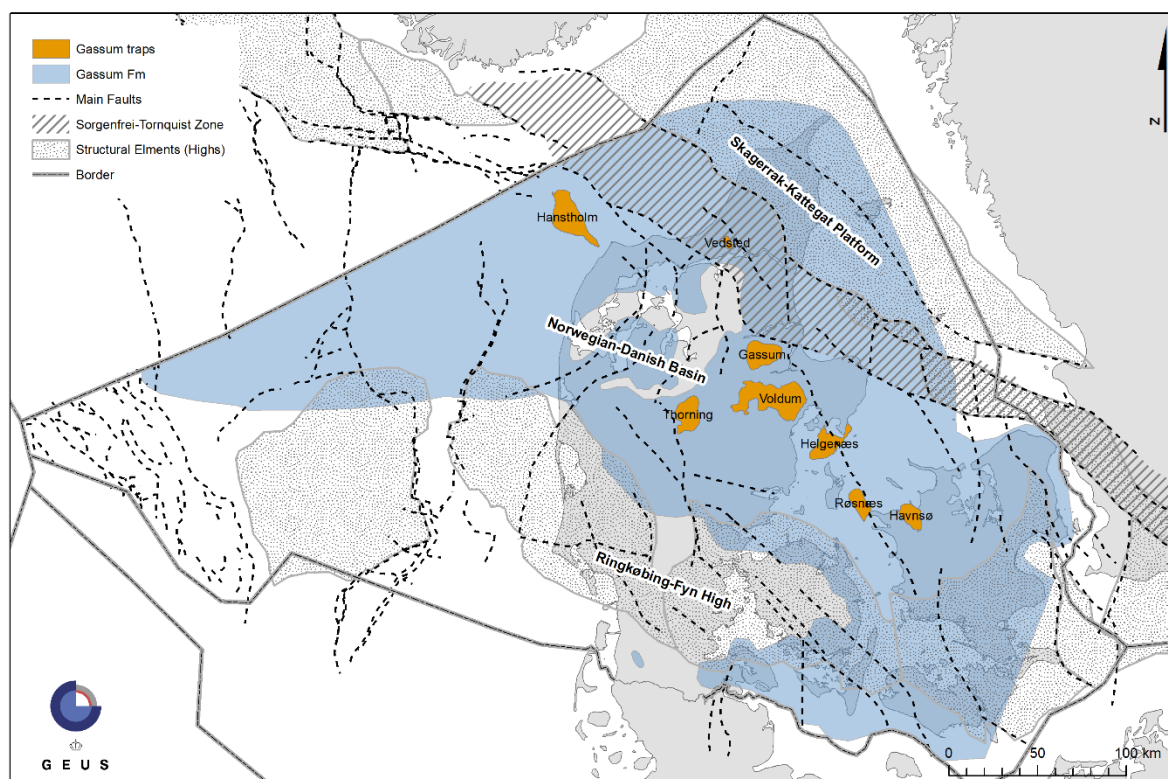 Gassum traps
Gassum Fm
Main Faults
Sorgenfrei-Tornquist Zone
Structural Elments (Highs)
Border
N
Skagerrak-Kattegat Platform
Hanstholm
Vedsted
Norwegian-Danish Basin
Gassum
Voldum
Thorning
Helgenæs
Røsnæs
Havnsø
Ringkøbing-Fyn High
G E U S
0 50 100 km